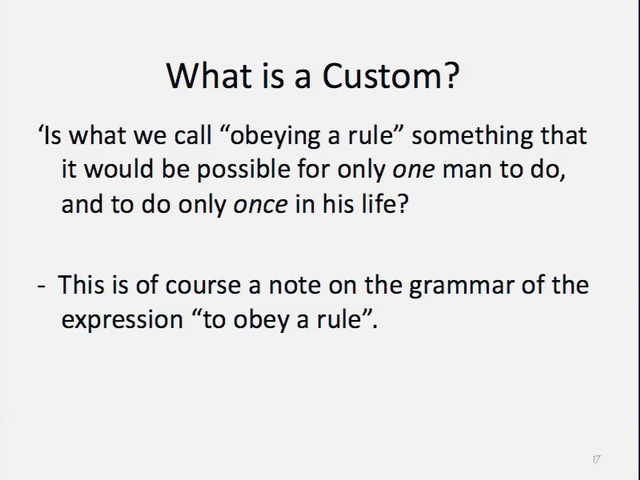 What is a Custom?
‘Is what we call “obeying a rule” something that
it would be possible for only one man to do,
and to do only once in his life?
- This is of course a note on the grammar of the
expression “to obey a rule”.
17